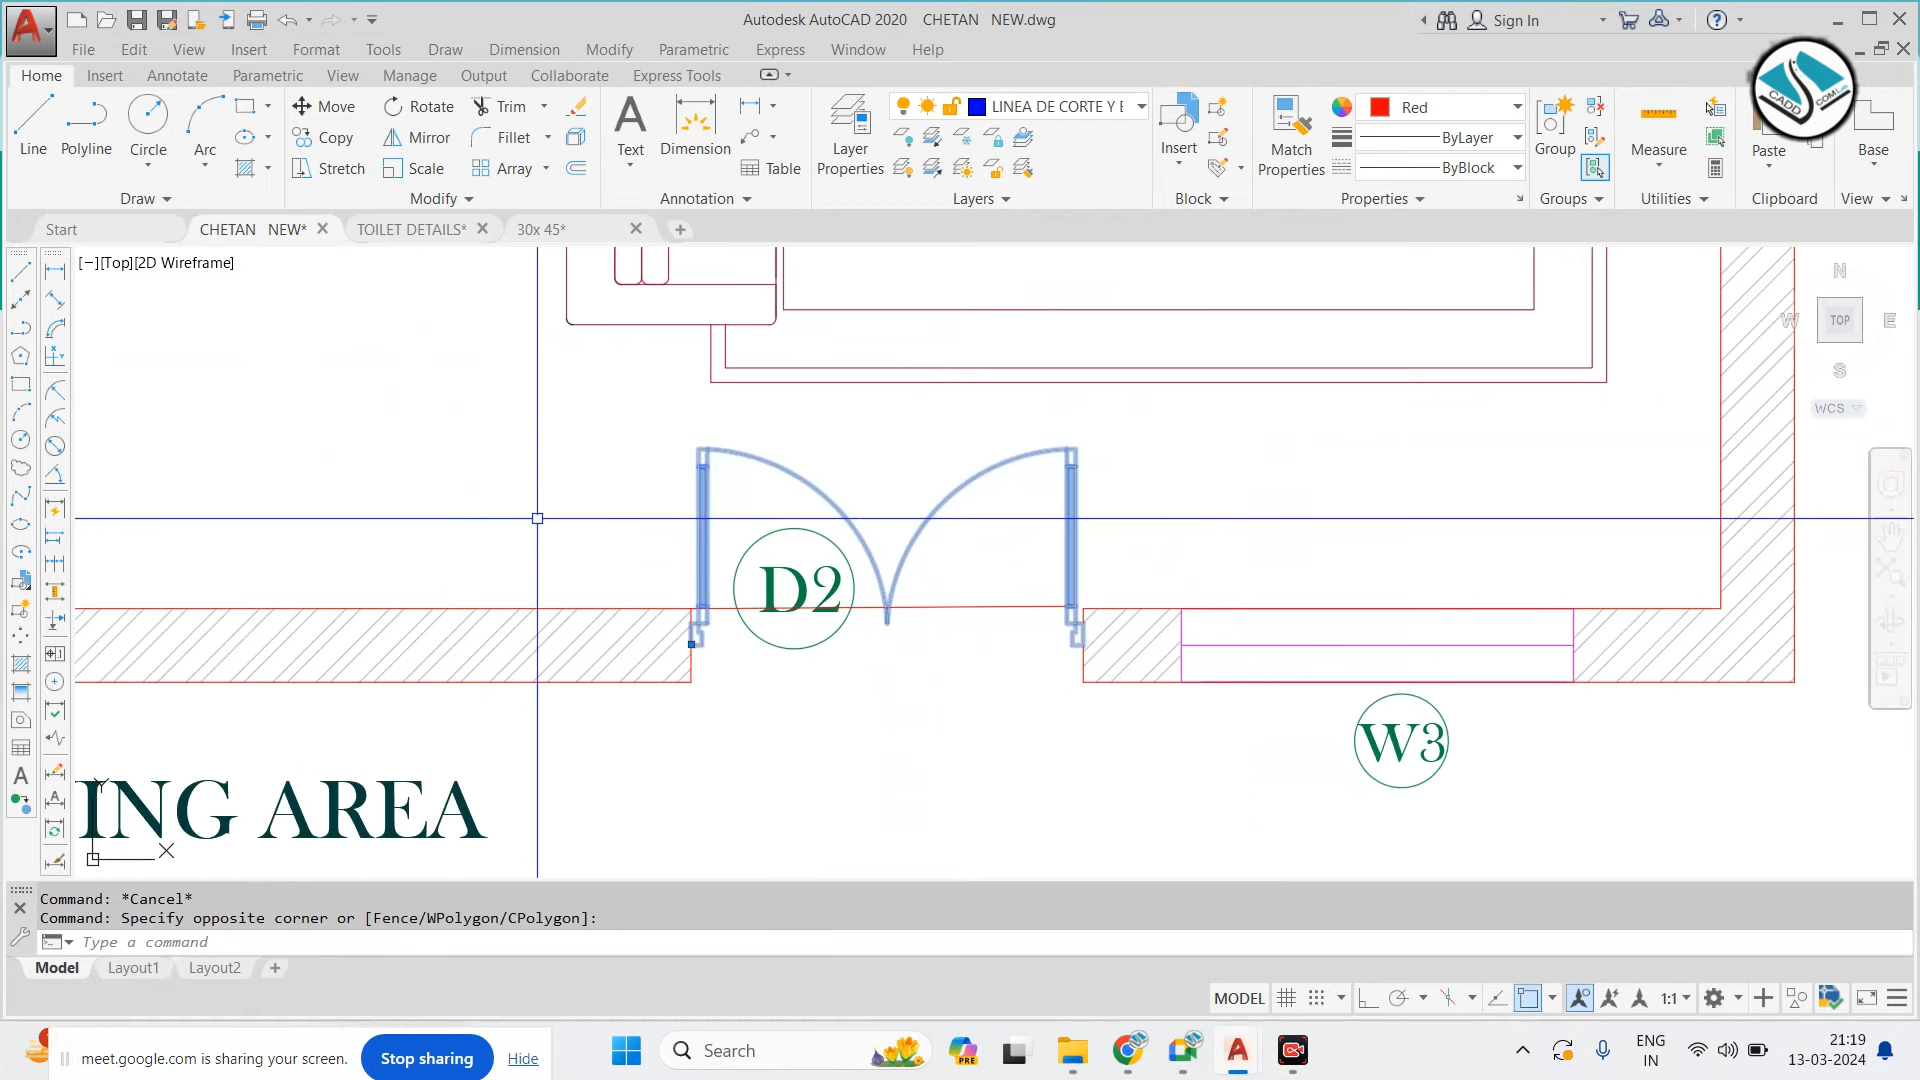 Autodesk AutoCAD 2020 CHETAN NEW.dwg
Sign In
File Edit View Insert Format Tools Draw Dimension Modify Parametric Express Window Help
Home Insert Annotate Parametric View Manage Output Collaborate Express Tools
CADD
Line Polyline Circle Arc
Move Rotate Trim
Copy Mirror Fillet
Stretch Scale Array
Text Dimension Table
Layer Properties
LINEA DE CORTE Y E
Insert
Match Properties
Red
ByLayer
ByBlock
Group
Measure
Paste
Base
Draw Modify Annotation Layers Block Properties Groups Utilities Clipboard View
Start CHETAN NEW* TOILET DETAILS* 30x 45*
[−][Top][2D Wireframe]
N
W TOP E
S
WCS
D2
W3
ING AREA
Y
X
Command: *Cancel*
Command: Specify opposite corner or [Fence/WPolygon/CPolygon]:
Type a command
Model Layout1 Layout2
MODEL 1:1
meet.google.com is sharing your screen. Stop sharing Hide
Search
PRE
ENG
IN
21:19
13-03-2024